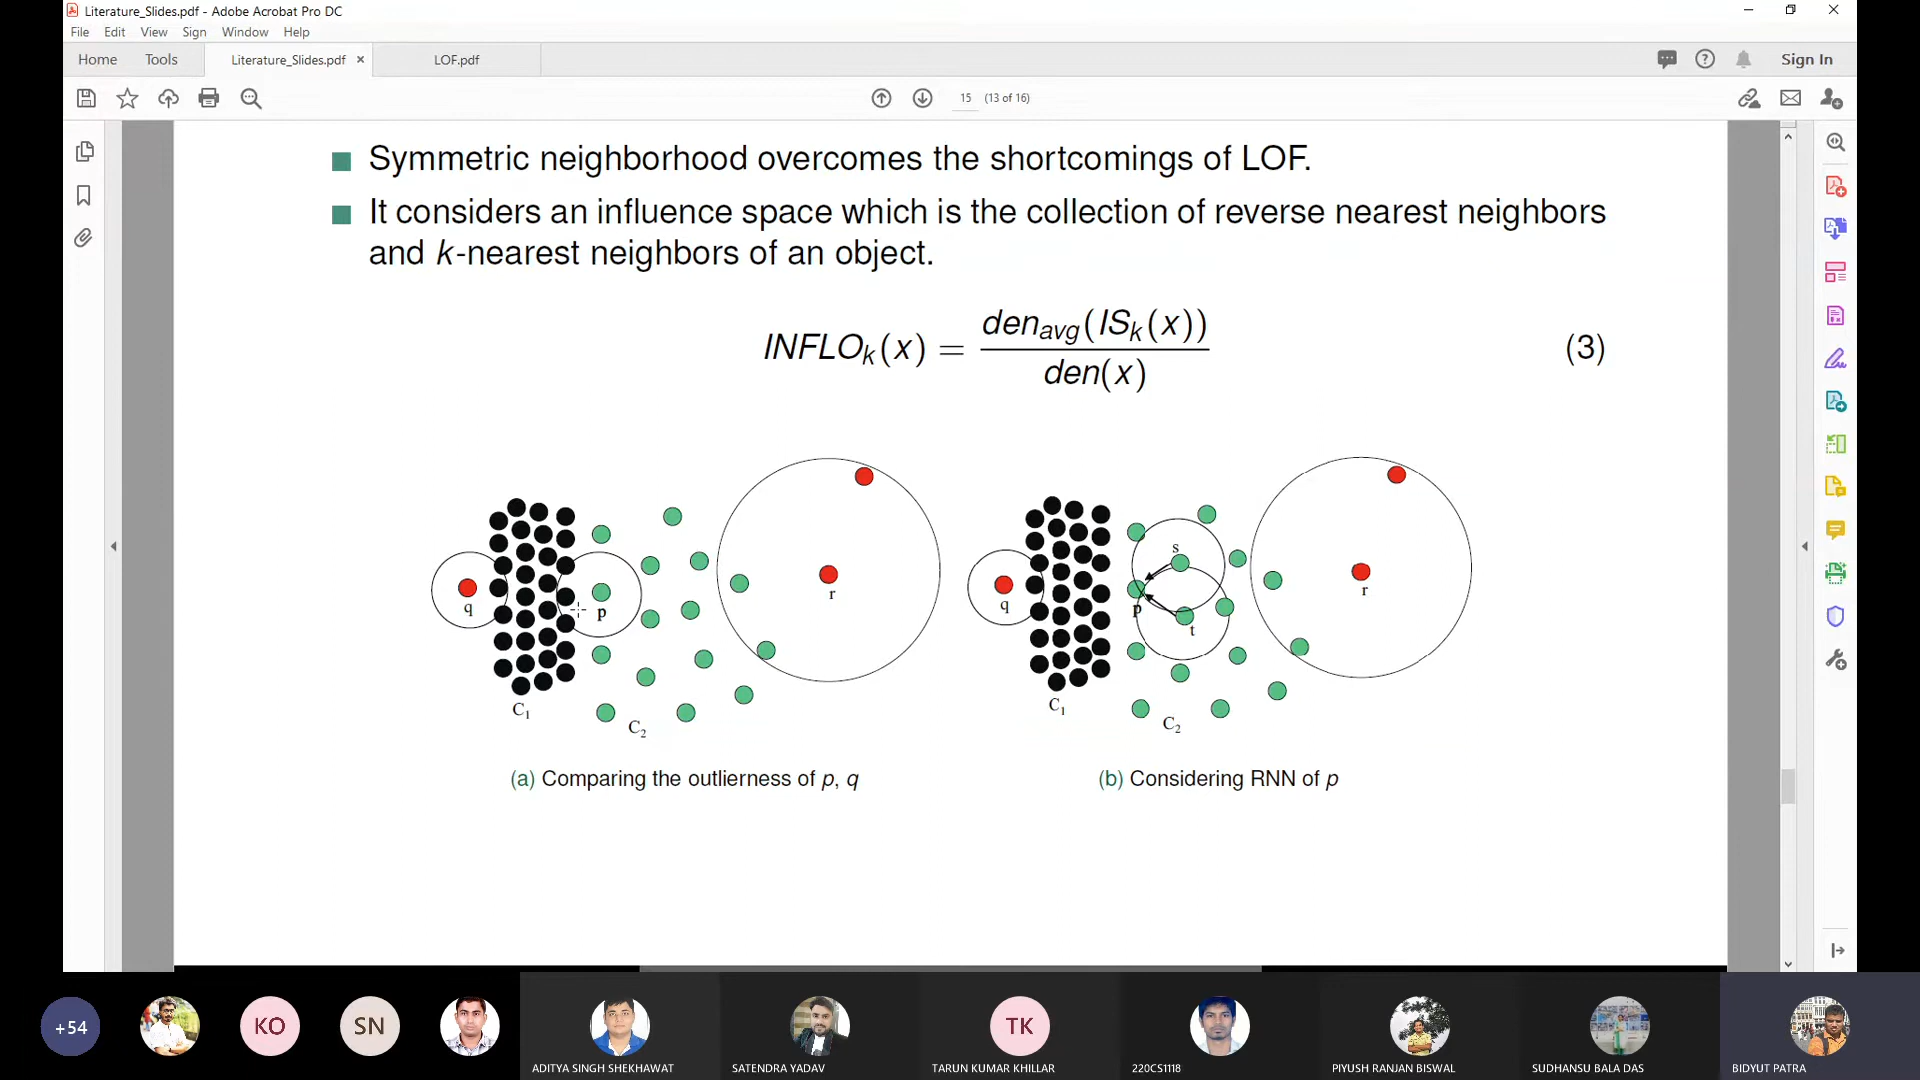 Literature_Slides.pdf - Adobe Acrobat Pro DC
File Edit View Sign Window Help
Home Tools Literature_Slides.pdf × LOF.pdf Sign In
15 (13 of 16)
Symmetric neighborhood overcomes the shortcomings of LOF.
It considers an influence space which is the collection of reverse nearest neighbors
and k-nearest neighbors of an object.
INFLOk(x) = denavg(ISk(x)) / den(x) (3)
q p r C1 C2
q s p t r C1 C2
(a) Comparing the outlierness of p, q
(b) Considering RNN of p
+54 KO SN TK
ADITYA SINGH SHEKHAWAT SATENDRA YADAV TARUN KUMAR KHILLAR 220CS1118 PIYUSH RANJAN BISWAL SUDHANSU BALA DAS BIDYUT PATRA